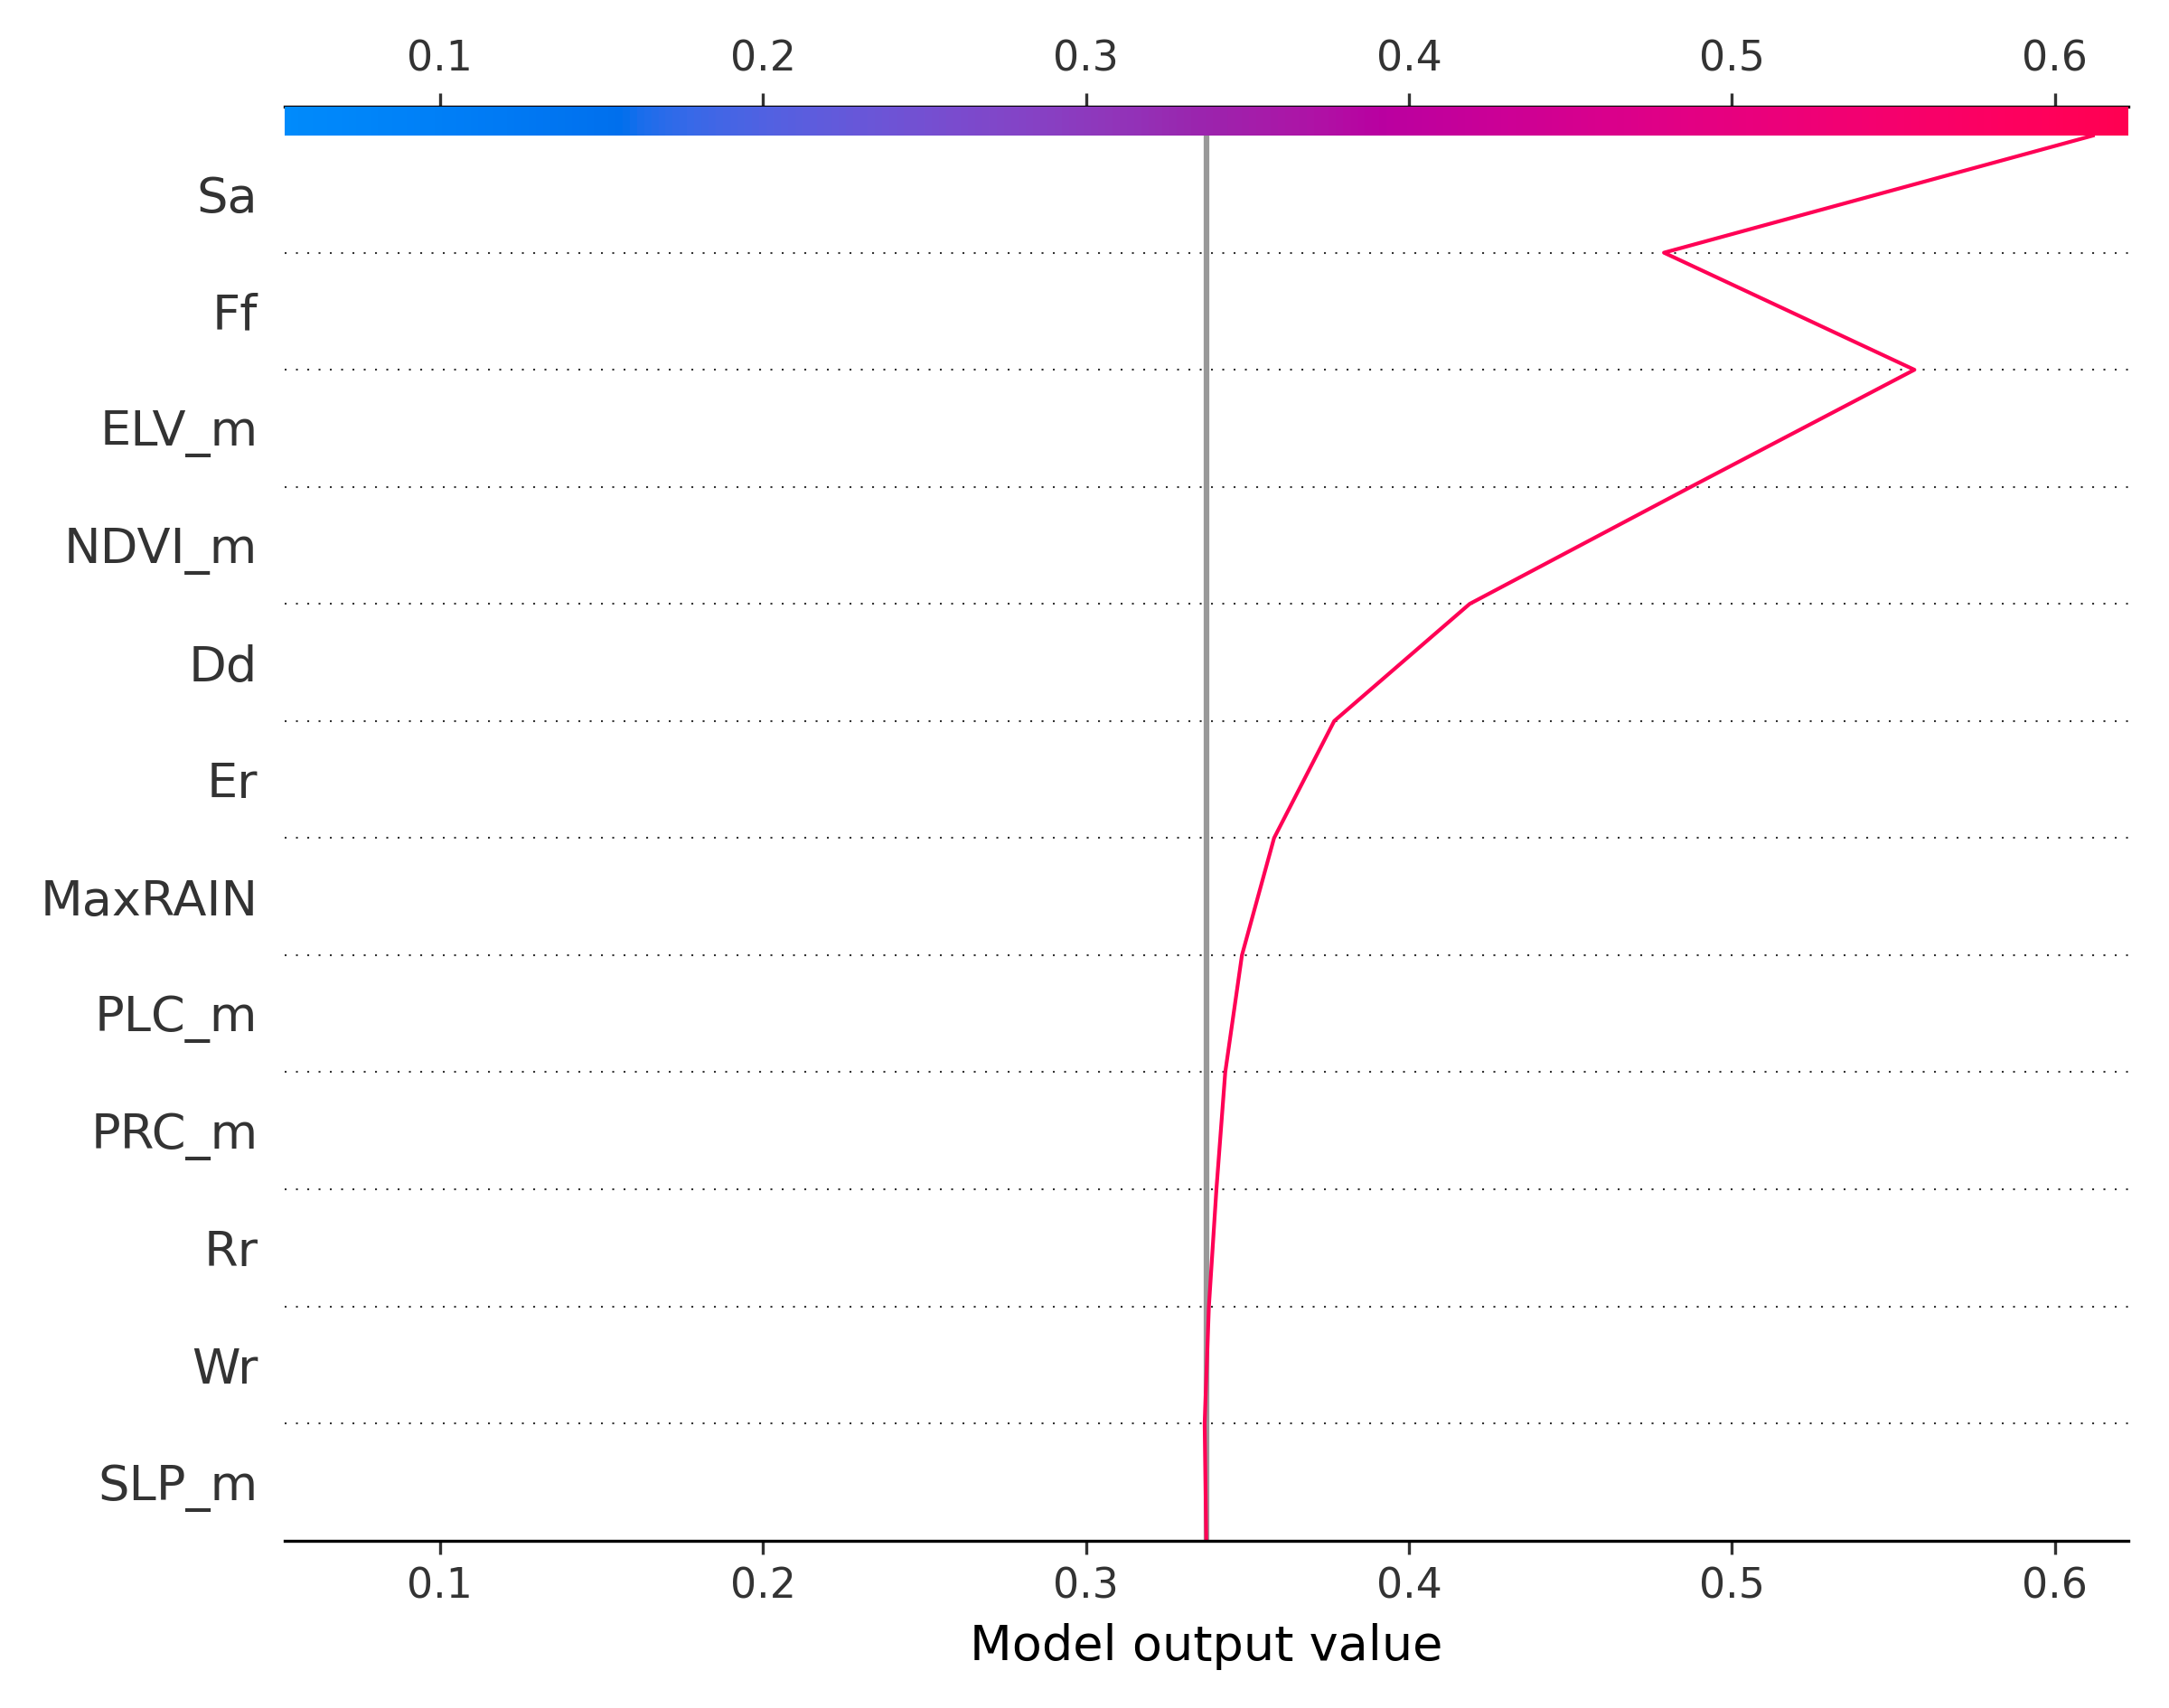 0.1 0.2 0.3 0.4 0.5 0.6
Sa
Ff
ELV_m
NDVI_m
Dd
Er
MaxRAIN
PLC_m
PRC_m
Rr
Wr
SLP_m
0.1 0.2 0.3 0.4 0.5 0.6
Model output value